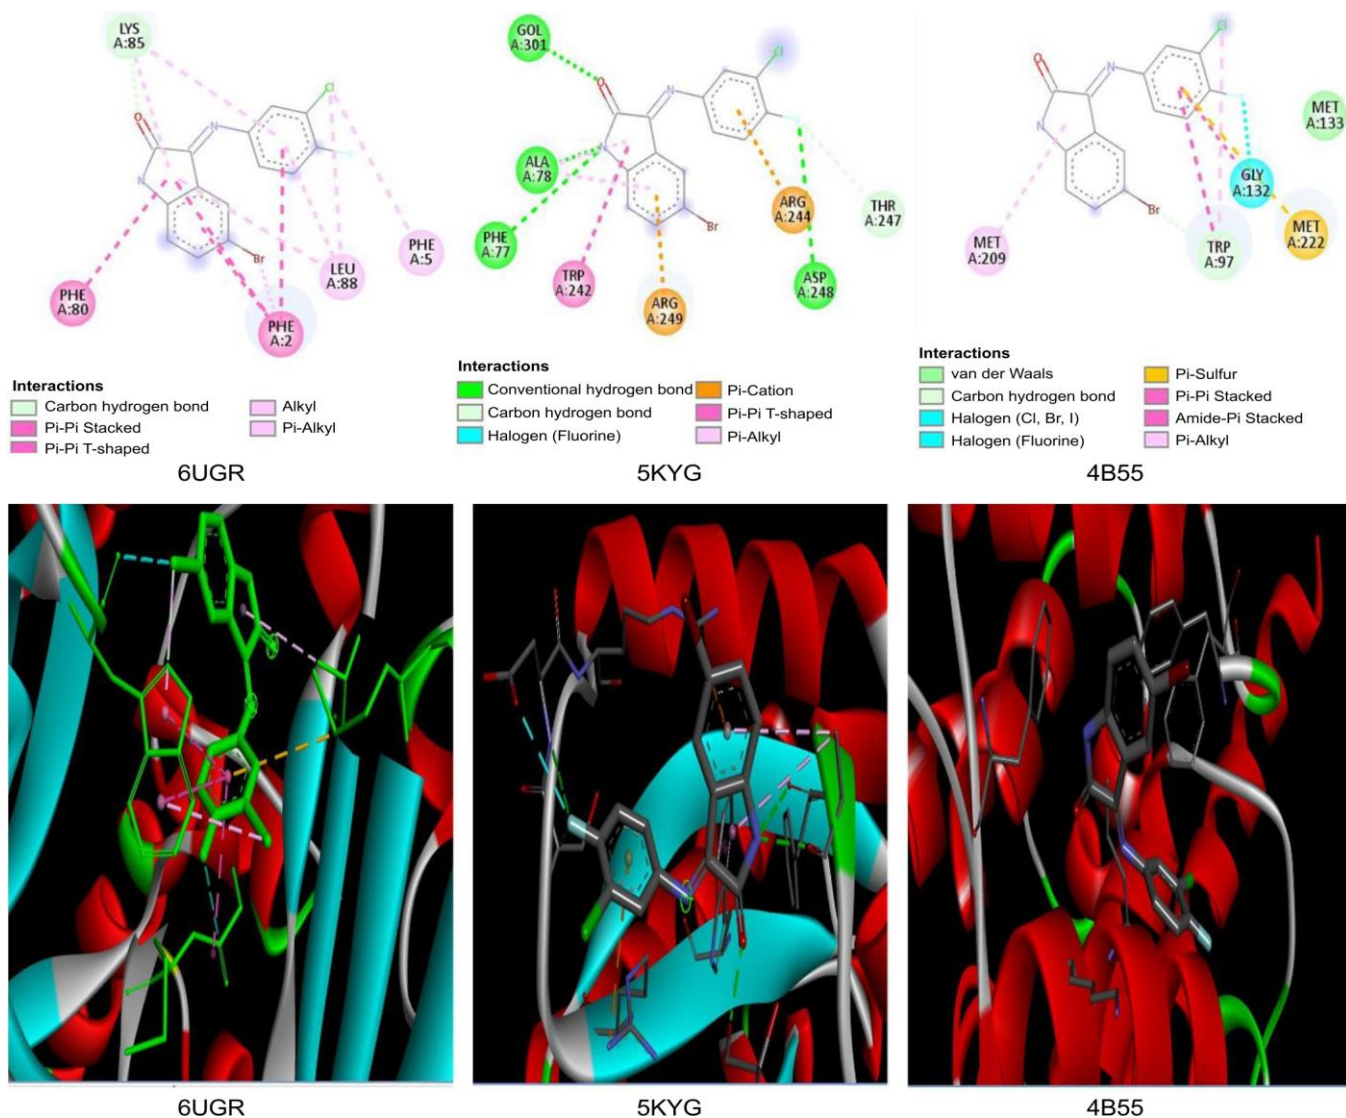 LYS
A:85
O
N
N
Cl
Br
PHE
A:80
PHE
A:2
LEU
A:88
PHE
A:5
Interactions
Carbon hydrogen bond
Pi-Pi Stacked
Pi-Pi T-shaped
Alkyl
Pi-Alkyl
6UGR
GOL
A:301
O
N
N
Cl
Br
ALA
A:78
PHE
A:77
TRP
A:242
ARG
A:249
ARG
A:244
ASP
A:248
THR
A:247
Interactions
Conventional hydrogen bond
Carbon hydrogen bond
Halogen (Fluorine)
Pi-Cation
Pi-Pi T-shaped
Pi-Alkyl
5KYG
O
N
N
Cl
Br
MET
A:133
GLY
A:132
MET
A:222
TRP
A:97
MET
A:209
Interactions
van der Waals
Carbon hydrogen bond
Halogen (Cl, Br, I)
Halogen (Fluorine)
Pi-Sulfur
Pi-Pi Stacked
Amide-Pi Stacked
Pi-Alkyl
4B55
6UGR
5KYG
4B55